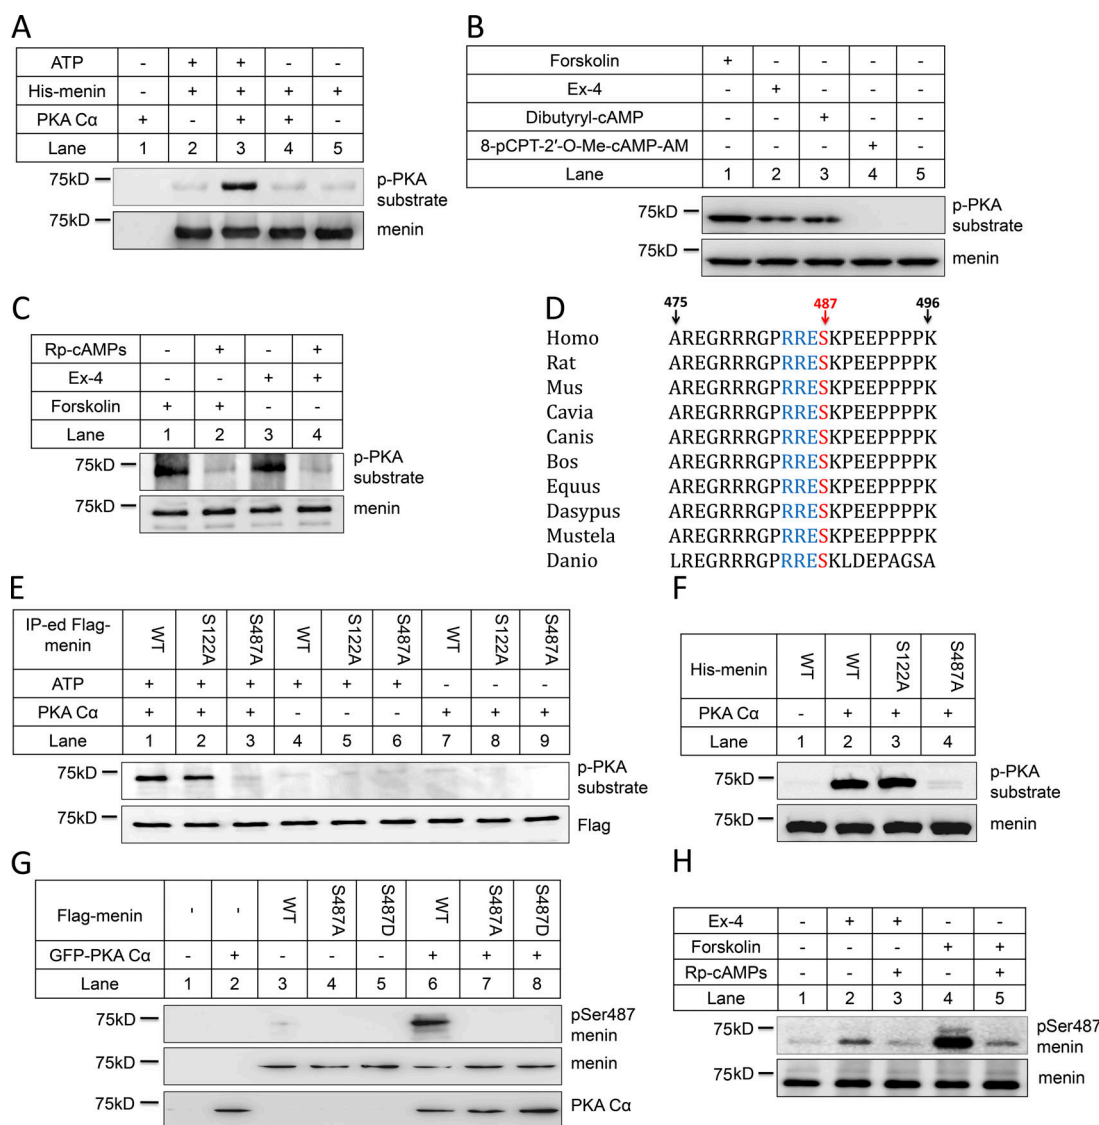 A
ATP - + + - -
His-menin - + + + +
PKA Cα + - + + -
Lane 1 2 3 4 5
75kD
p-PKA
substrate
75kD
menin
B
Forskolin + - - - -
Ex-4 - + - - -
Dibutyryl-cAMP - - + - -
8-pCPT-2′-O-Me-cAMP-AM - - - + -
Lane 1 2 3 4 5
75kD
p-PKA
substrate
75kD
menin
C
Rp-cAMPs - + - +
Ex-4 - - + +
Forskolin + + - -
Lane 1 2 3 4
75kD
p-PKA
substrate
75kD
menin
D
475 487 496
Homo AREGRRRGPRRESKPEEPPPPK
Rat AREGRRRGPRRESKPEEPPPPK
Mus AREGRRRGPRRESKPEEPPPPK
Cavia AREGRRRGPRRESKPEEPPPPK
Canis AREGRRRGPRRESKPEEPPPPK
Bos AREGRRRGPRRESKPEEPPPPK
Equus AREGRRRGPRRESKPEEPPPPK
Dasypus AREGRRRGPRRESKPEEPPPPK
Mustela AREGRRRGPRRESKPEEPPPPK
Danio LREGRRRGPRRESKLDEPAGSA
E
IP-ed Flag-
menin
WT S122A S487A WT S122A S487A WT S122A S487A
ATP + + + + + + - - -
PKA Cα + + + - - - + + +
Lane 1 2 3 4 5 6 7 8 9
75kD
p-PKA
substrate
75kD
Flag
F
His-menin WT WT S122A S487A
PKA Cα - + + +
Lane 1 2 3 4
75kD
p-PKA
substrate
75kD
menin
G
Flag-menin - - WT S487A S487D WT S487A S487D
GFP-PKA Cα - + - - - + + +
Lane 1 2 3 4 5 6 7 8
75kD
pSer487
menin
75kD
menin
75kD
PKA Cα
H
Ex-4 - + + - -
Forskolin - - - + +
Rp-cAMPs - - + - +
Lane 1 2 3 4 5
75kD
pSer487
menin
75kD
menin